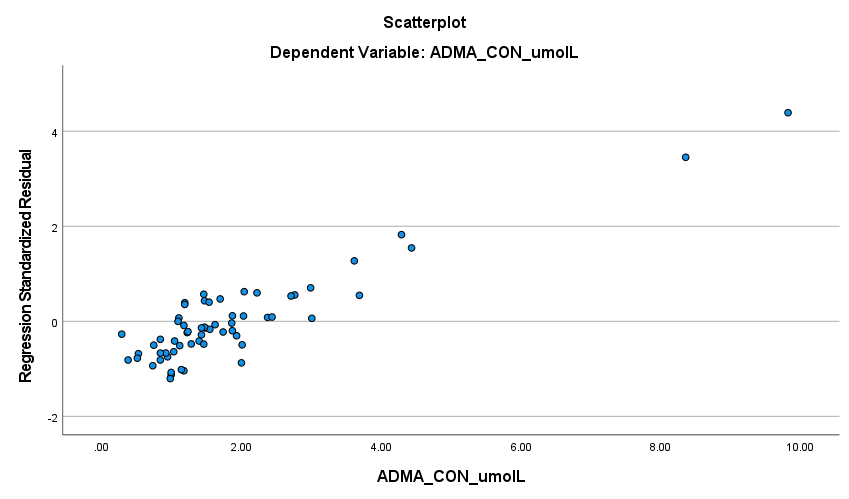 Scatterplot
Dependent Variable: ADMA_CON_umolL
Regression Standardized Residual
4
2
0
-2
.00 2.00 4.00 6.00 8.00 10.00
ADMA_CON_umolL